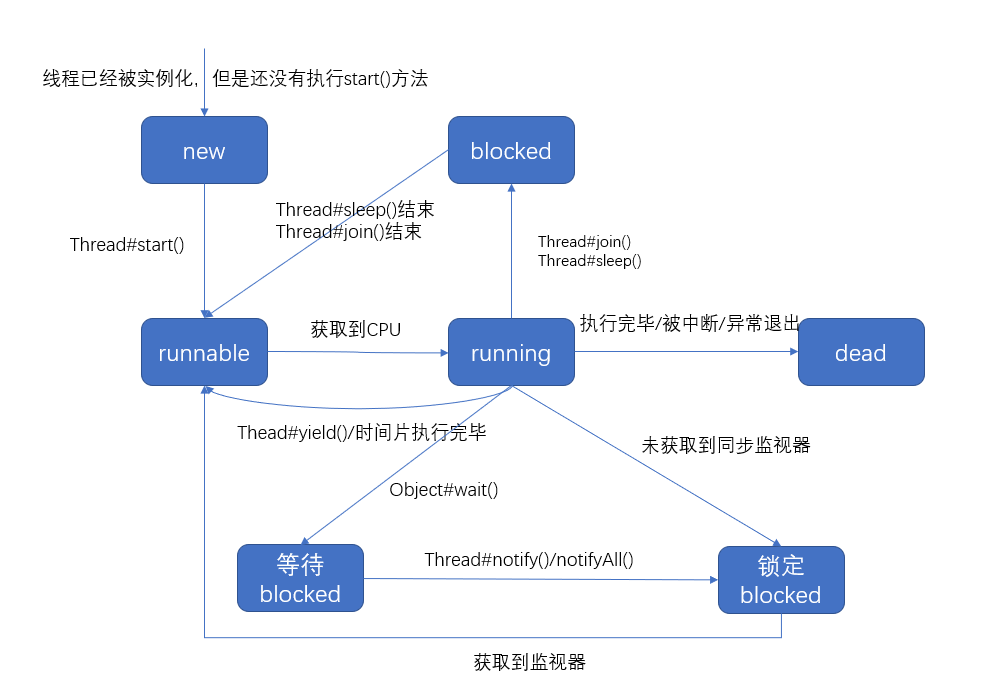 线程已经被实例化，但是还没有执行start()方法
new
blocked
Thread#sleep()结束
Thread#join()结束
Thread#start()
Thread#join()
Thread#sleep()
获取到CPU
执行完毕/被中断/异常退出
runnable
running
dead
Thead#yield()/时间片执行完毕
未获取到同步监视器
Object#wait()
等待
blocked
Thread#notify()/notifyAll()
锁定
blocked
获取到监视器